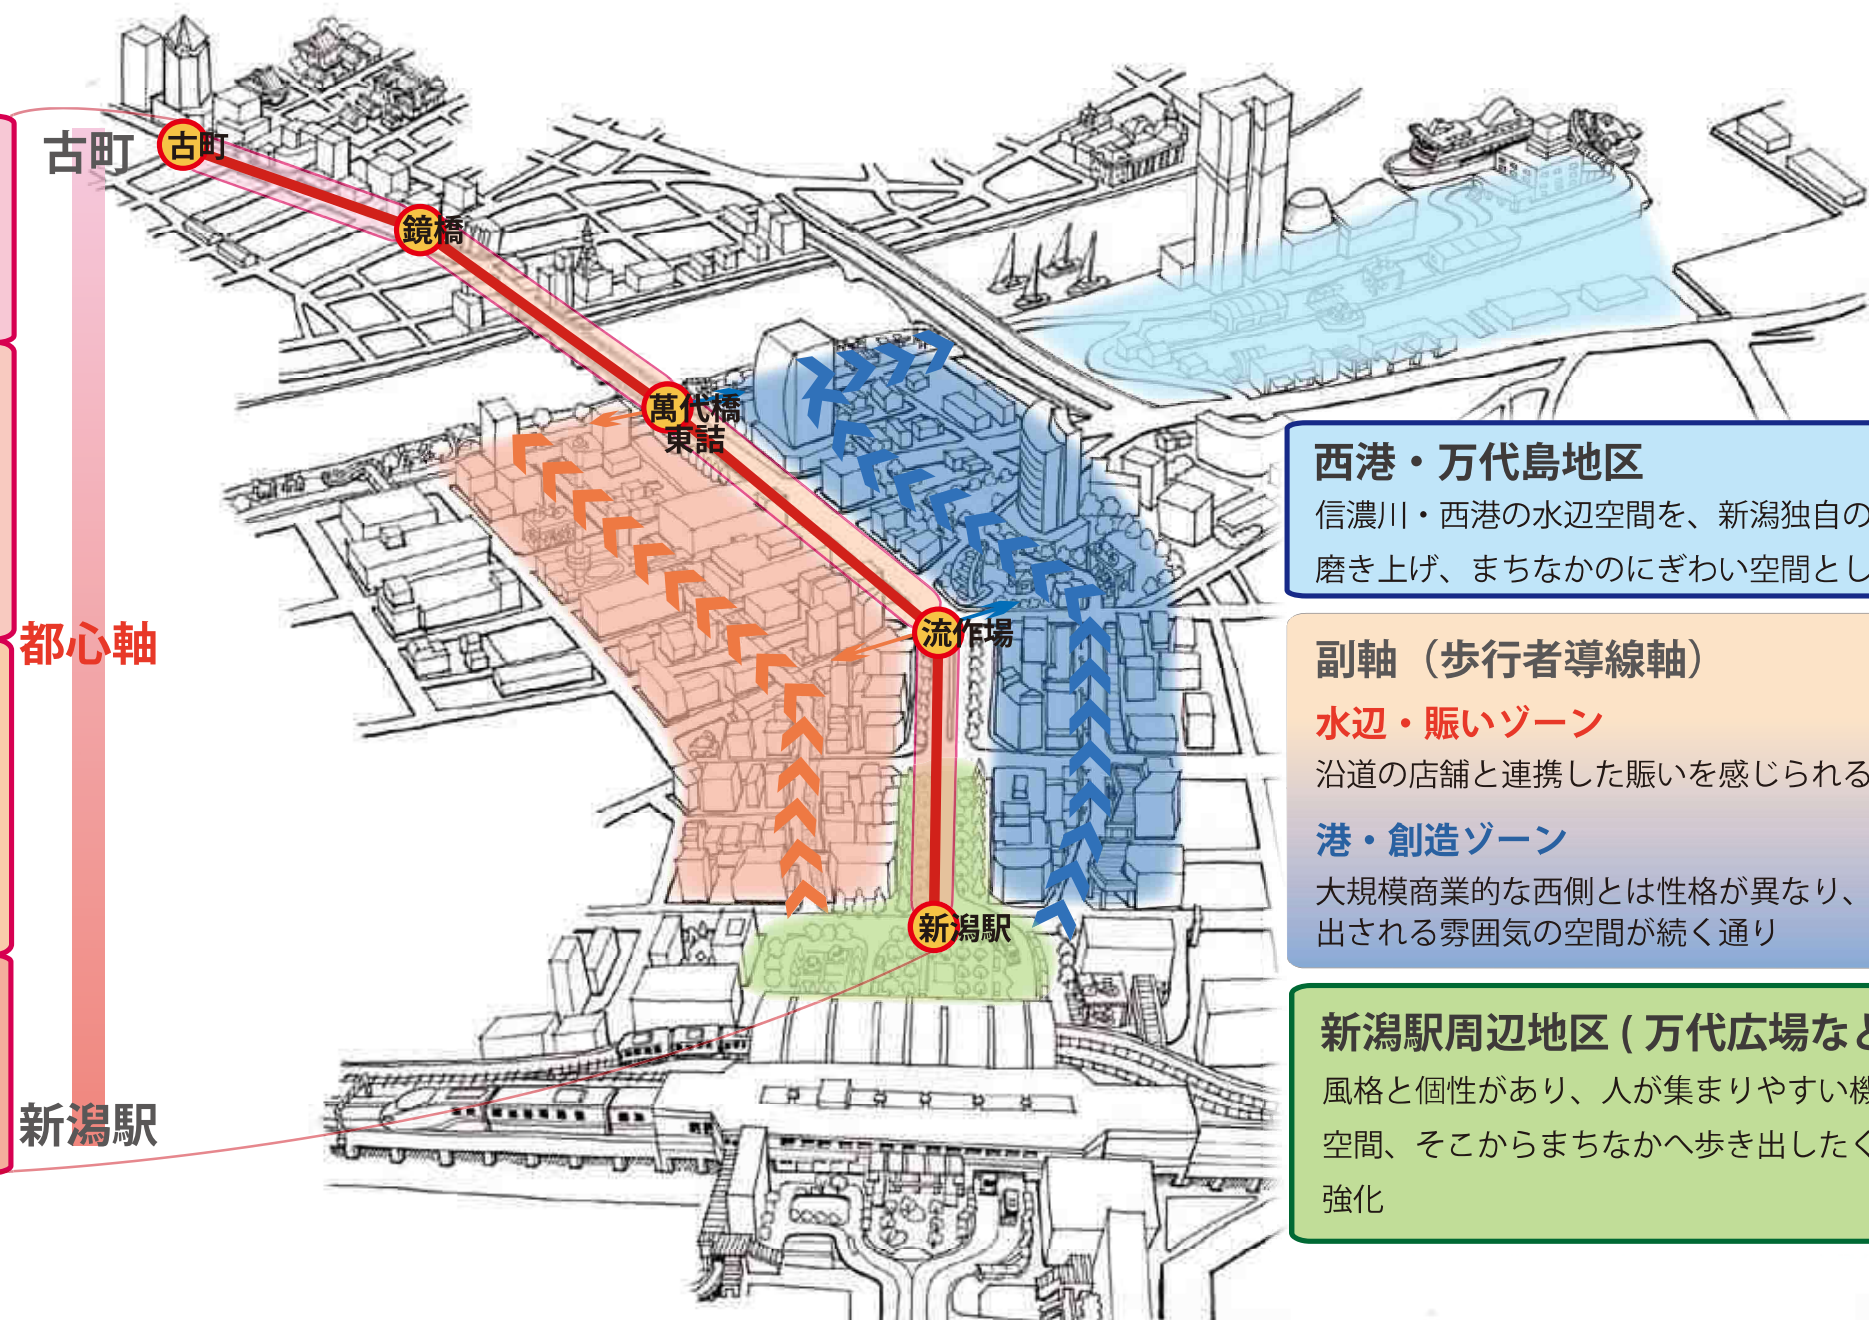 古町
都心軸
新潟駅
古町
鏡橋
萬代橋
東詰
流作場
新潟駅
西港・万代島地区
信濃川・西港の水辺空間を、新潟独自の
磨き上げ、まちなかのにぎわい空間とし
副軸（歩行者導線軸）
水辺・賑いゾーン
沿道の店舗と連携した賑いを感じられる
港・創造ゾーン
大規模商業的な西側とは性格が異なり、
出される雰囲気の空間が続く通り
新潟駅周辺地区 ( 万代広場など
風格と個性があり、人が集まりやすい機
空間、そこからまちなかへ歩き出したく
強化